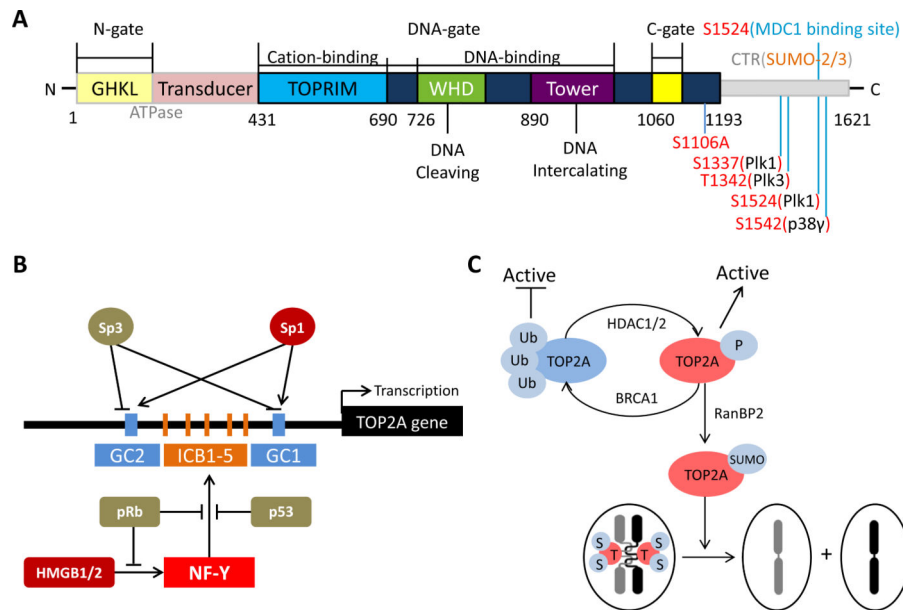 A
N-gate
DNA-gate
C-gate
S1524(MDC1 binding site)
Cation-binding
DNA-binding
CTR(SUMO-2/3)
N
GHKL
Transducer
TOPRIM
WHD
Tower
C
ATPase
1
431
690
726
890
1060
1193
1621
DNA
Cleaving
DNA
Intercalating
S1106A
S1337(Plk1)
T1342(Plk3)
S1524(Plk1)
S1542(p38γ)
B
Sp3
Sp1
Transcription
TOP2A gene
GC2
ICB1-5
GC1
pRb
p53
HMGB1/2
NF-Y
C
Active
Active
HDAC1/2
Ub
Ub
Ub
TOP2A
TOP2A
P
BRCA1
RanBP2
TOP2A
SUMO
S
S
T
T
S
S
+